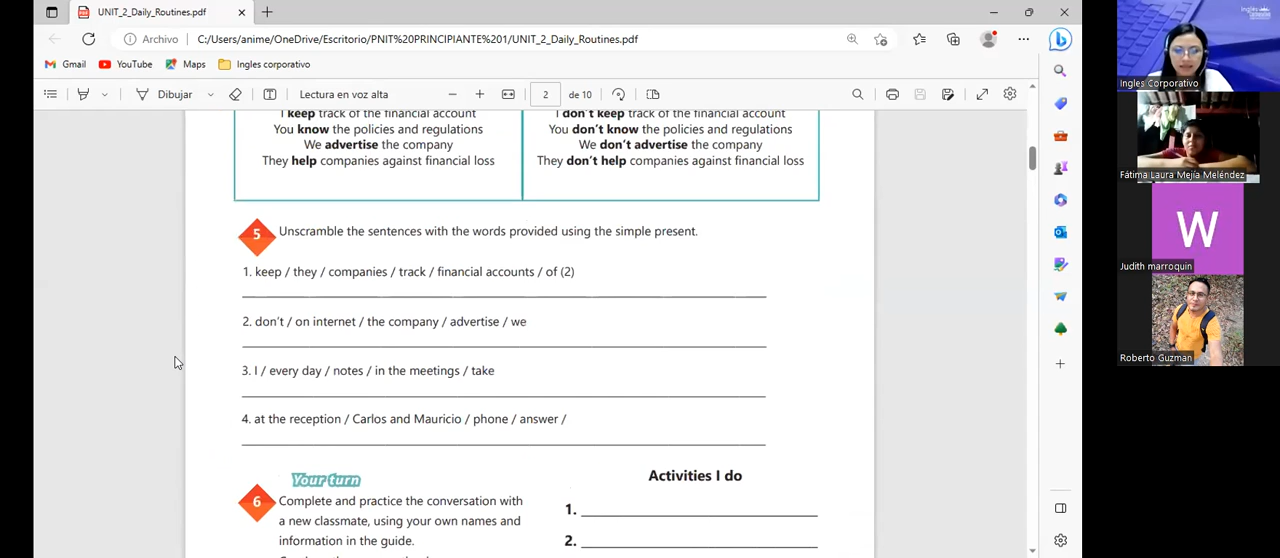 UNIT_2_Daily_Routines.pdf
Archivo
C:/Users/anime/OneDrive/Escritorio/PNIT%20PRINCIPIANTE%201/UNIT_2_Daily_Routines.pdf
Gmail
YouTube
Maps
Ingles corporativo
Dibujar
Lectura en voz alta
2
de 10
I keep track of the financial account
You know the policies and regulations
We advertise the company
They help companies against financial loss
I don't keep track of the financial account
You don't know the policies and regulations
We don't advertise the company
They don't help companies against financial loss
5
Unscramble the sentences with the words provided using the simple present.
1. keep / they / companies / track / financial accounts / of (2)
2. don't / on internet / the company / advertise / we
3. I / every day / notes / in the meetings / take
4. at the reception / Carlos and Mauricio / phone / answer /
Your turn
6
Complete and practice the conversation with
a new classmate, using your own names and
information in the guide.
Activities I do
1.
2.
Inglés
Ingles Corporativo
Fátima Laura Mejía Meléndez
W
Judith marroquin
Roberto Guzman